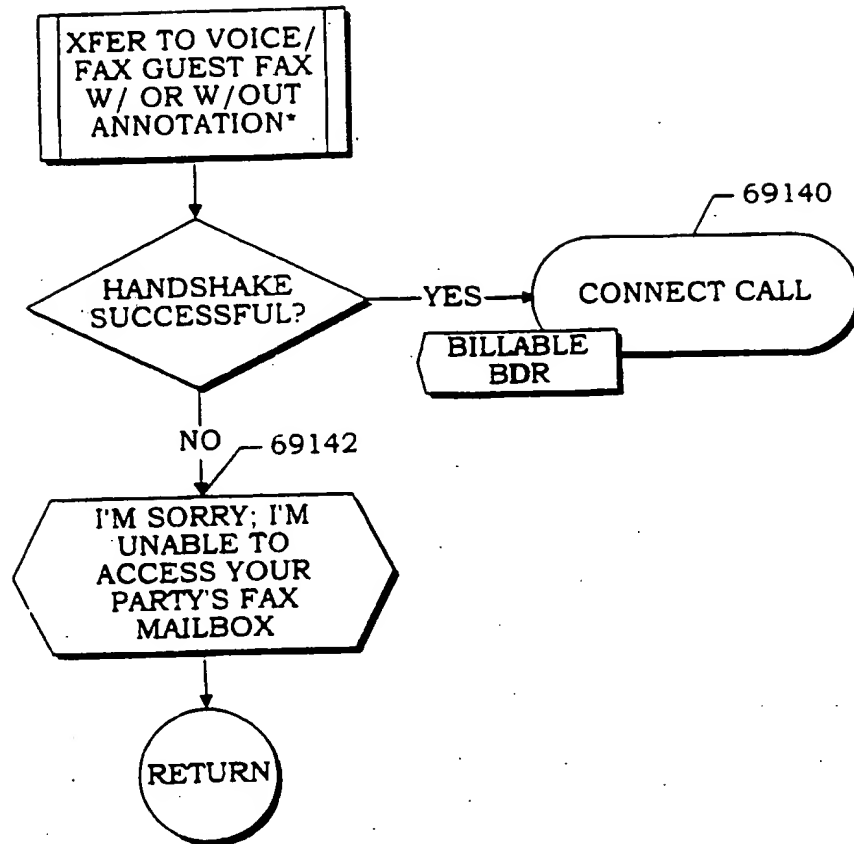 XFER TO VOICE/
FAX GUEST FAX
W/ OR W/OUT
ANNOTATION*
69140
HANDSHAKE
SUCCESSFUL?
YES
CONNECT CALL
BILLABLE
BDR
NO
69142
I'M SORRY; I'M
UNABLE TO
ACCESS YOUR
PARTY'S FAX
MAILBOX
RETURN